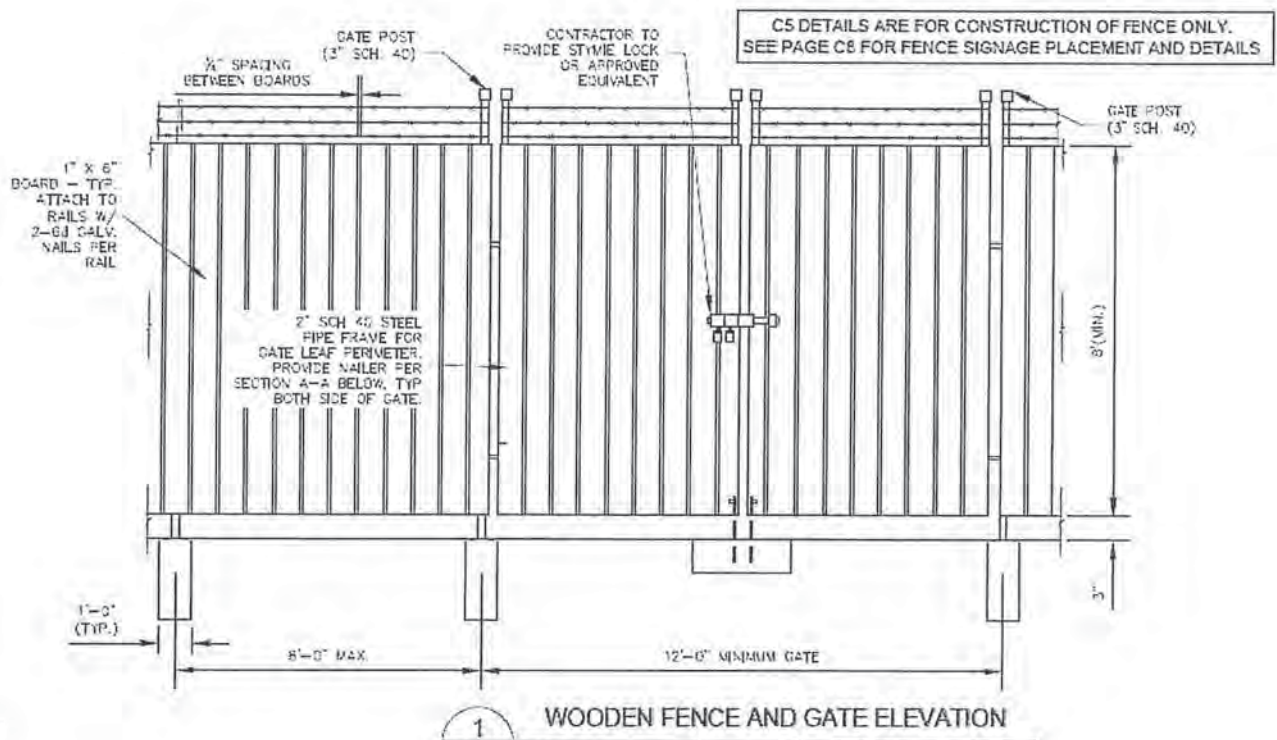 C5 DETAILS ARE FOR CONSTRUCTION OF FENCE ONLY.
SEE PAGE C6 FOR FENCE SIGNAGE PLACEMENT AND DETAILS
GATE POST
(3" SCH. 40)
CONTRACTOR TO
PROVIDE STYMIE LOCK
OR APPROVED
EQUIVALENT
SPACING
BETWEEN BOARDS
GATE POST
(3" SCH. 40)
1" X 6"
BOARD – TYP.
ATTACH TO
RAILS W/
2–6d GALV.
NAILS PER
RAIL
2" SCH 40 STEEL
PIPE FRAME FOR
GATE LEAF PERIMETER.
PROVIDE NAILER PER
SECTION A–A BELOW, TYP
BOTH SIDE OF GATE.
8'(MIN.)
3"
1'–0"
(TYP.)
8'–0" MAX.
12'–0" MINIMUM GATE
1
WOODEN FENCE AND GATE ELEVATION